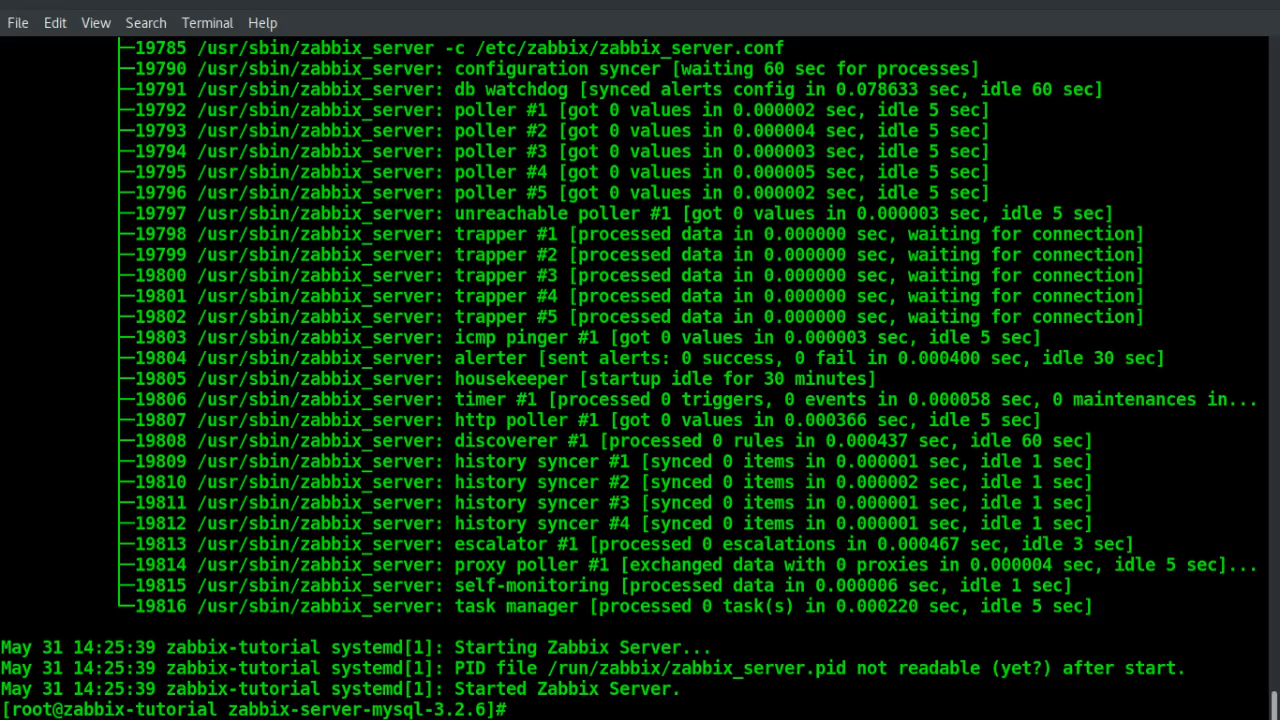 File Edit View Search Terminal Help
├─19785 /usr/sbin/zabbix_server -c /etc/zabbix/zabbix_server.conf
├─19790 /usr/sbin/zabbix_server: configuration syncer [waiting 60 sec for processes]
├─19791 /usr/sbin/zabbix_server: db watchdog [synced alerts config in 0.078633 sec, idle 60 sec]
├─19792 /usr/sbin/zabbix_server: poller #1 [got 0 values in 0.000002 sec, idle 5 sec]
├─19793 /usr/sbin/zabbix_server: poller #2 [got 0 values in 0.000004 sec, idle 5 sec]
├─19794 /usr/sbin/zabbix_server: poller #3 [got 0 values in 0.000003 sec, idle 5 sec]
├─19795 /usr/sbin/zabbix_server: poller #4 [got 0 values in 0.000005 sec, idle 5 sec]
├─19796 /usr/sbin/zabbix_server: poller #5 [got 0 values in 0.000002 sec, idle 5 sec]
├─19797 /usr/sbin/zabbix_server: unreachable poller #1 [got 0 values in 0.000003 sec, idle 5 sec]
├─19798 /usr/sbin/zabbix_server: trapper #1 [processed data in 0.000000 sec, waiting for connection]
├─19799 /usr/sbin/zabbix_server: trapper #2 [processed data in 0.000000 sec, waiting for connection]
├─19800 /usr/sbin/zabbix_server: trapper #3 [processed data in 0.000000 sec, waiting for connection]
├─19801 /usr/sbin/zabbix_server: trapper #4 [processed data in 0.000000 sec, waiting for connection]
├─19802 /usr/sbin/zabbix_server: trapper #5 [processed data in 0.000000 sec, waiting for connection]
├─19803 /usr/sbin/zabbix_server: icmp pinger #1 [got 0 values in 0.000003 sec, idle 5 sec]
├─19804 /usr/sbin/zabbix_server: alerter [sent alerts: 0 success, 0 fail in 0.000400 sec, idle 30 sec]
├─19805 /usr/sbin/zabbix_server: housekeeper [startup idle for 30 minutes]
├─19806 /usr/sbin/zabbix_server: timer #1 [processed 0 triggers, 0 events in 0.000058 sec, 0 maintenances in...
├─19807 /usr/sbin/zabbix_server: http poller #1 [got 0 values in 0.000366 sec, idle 5 sec]
├─19808 /usr/sbin/zabbix_server: discoverer #1 [processed 0 rules in 0.000437 sec, idle 60 sec]
├─19809 /usr/sbin/zabbix_server: history syncer #1 [synced 0 items in 0.000001 sec, idle 1 sec]
├─19810 /usr/sbin/zabbix_server: history syncer #2 [synced 0 items in 0.000002 sec, idle 1 sec]
├─19811 /usr/sbin/zabbix_server: history syncer #3 [synced 0 items in 0.000001 sec, idle 1 sec]
├─19812 /usr/sbin/zabbix_server: history syncer #4 [synced 0 items in 0.000001 sec, idle 1 sec]
├─19813 /usr/sbin/zabbix_server: escalator #1 [processed 0 escalations in 0.000467 sec, idle 3 sec]
├─19814 /usr/sbin/zabbix_server: proxy poller #1 [exchanged data with 0 proxies in 0.000004 sec, idle 5 sec]...
├─19815 /usr/sbin/zabbix_server: self-monitoring [processed data in 0.000006 sec, idle 1 sec]
└─19816 /usr/sbin/zabbix_server: task manager [processed 0 task(s) in 0.000220 sec, idle 5 sec]
May 31 14:25:39 zabbix-tutorial systemd[1]: Starting Zabbix Server...
May 31 14:25:39 zabbix-tutorial systemd[1]: PID file /run/zabbix/zabbix_server.pid not readable (yet?) after start.
May 31 14:25:39 zabbix-tutorial systemd[1]: Started Zabbix Server.
[root@zabbix-tutorial zabbix-server-mysql-3.2.6]#